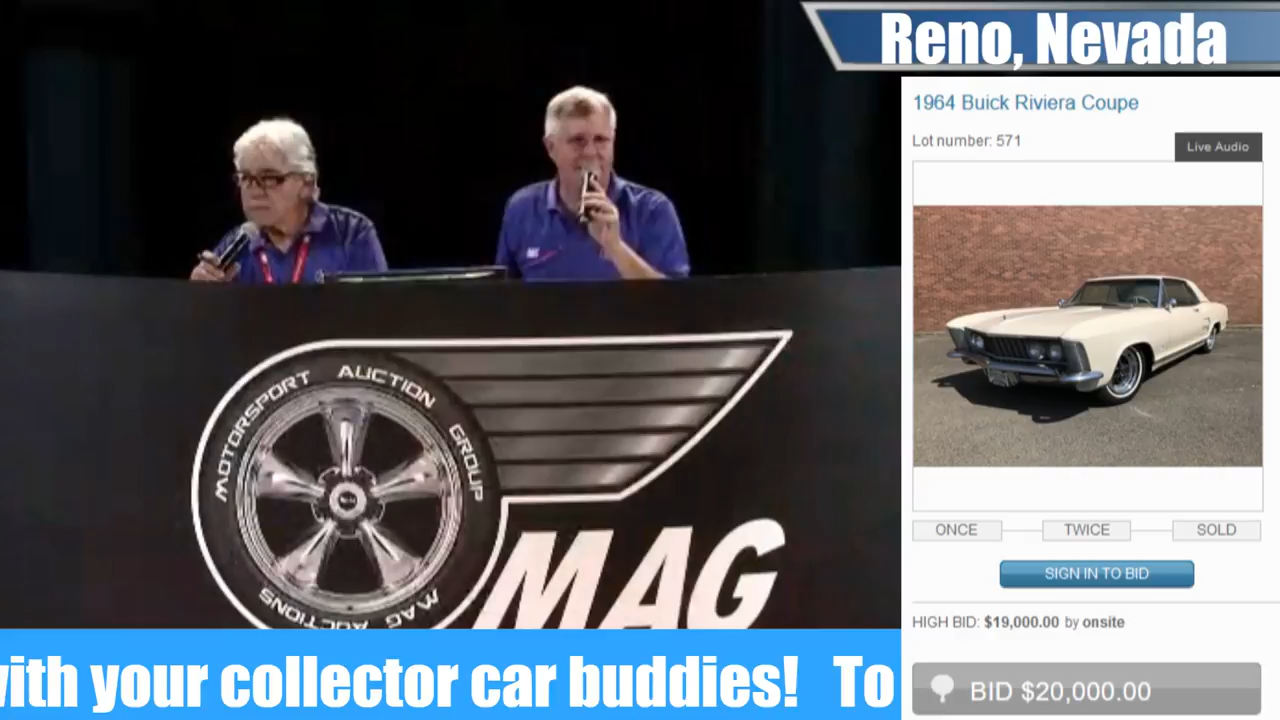 Reno, Nevada
1964 Buick Riviera Coupe
Lot number: 571
Live Audio
MOTORSPORT AUCTION GROUP
MAG AUCTIONS
MAG
ONCE
TWICE
SOLD
SIGN IN TO BID
HIGH BID: $19,000.00 by onsite
BID $20,000.00
with your collector car buddies! To